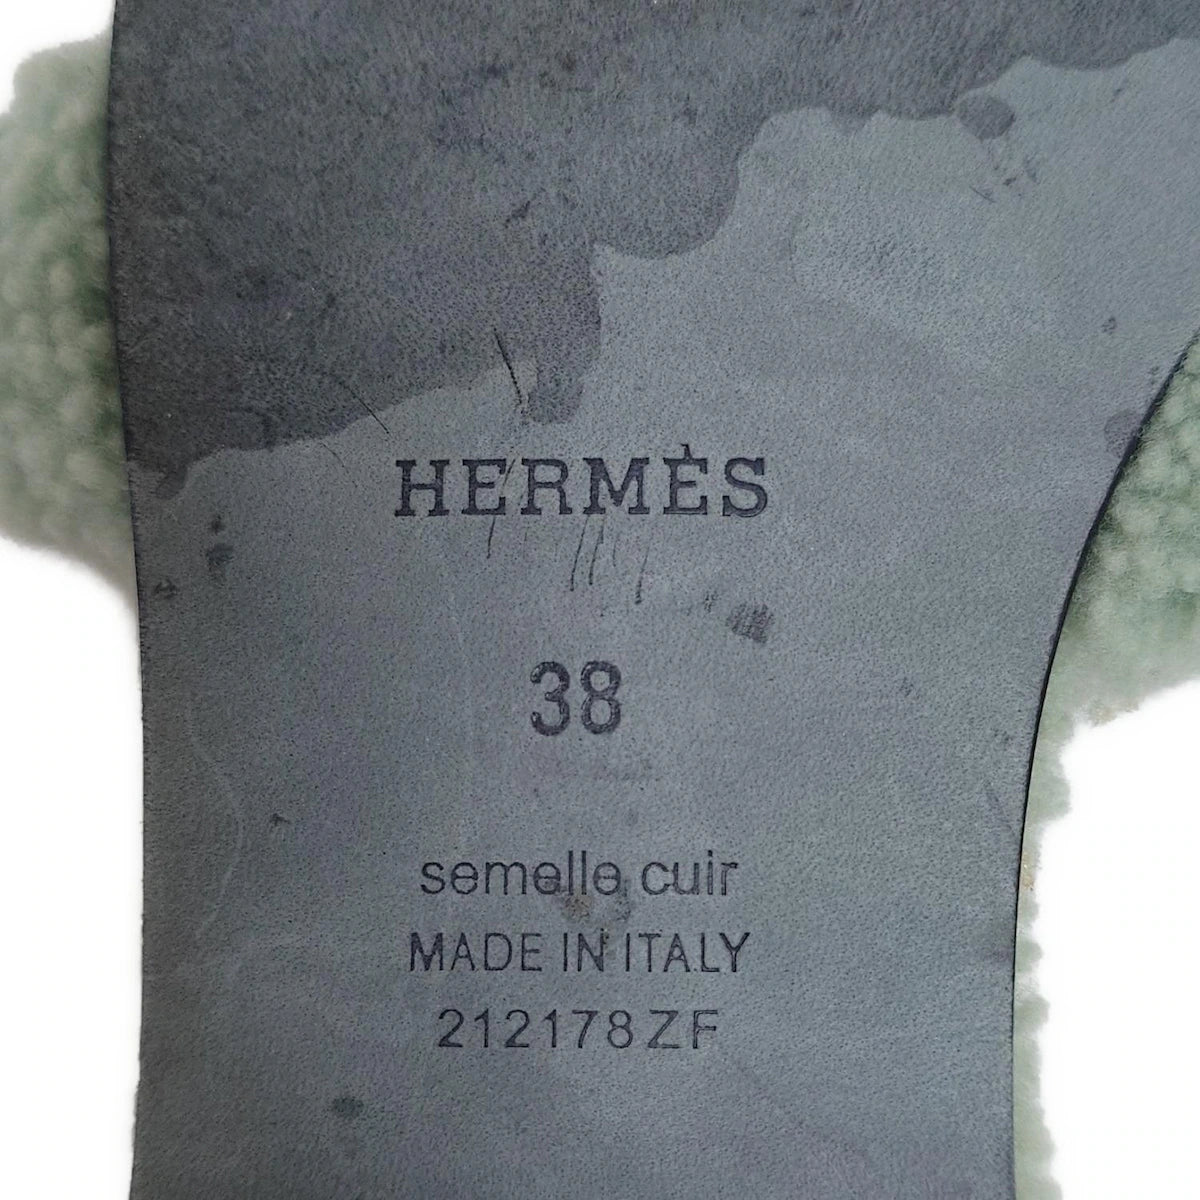 HERMÈS
38
semelle cuir
MADE IN ITALY
212178ZF